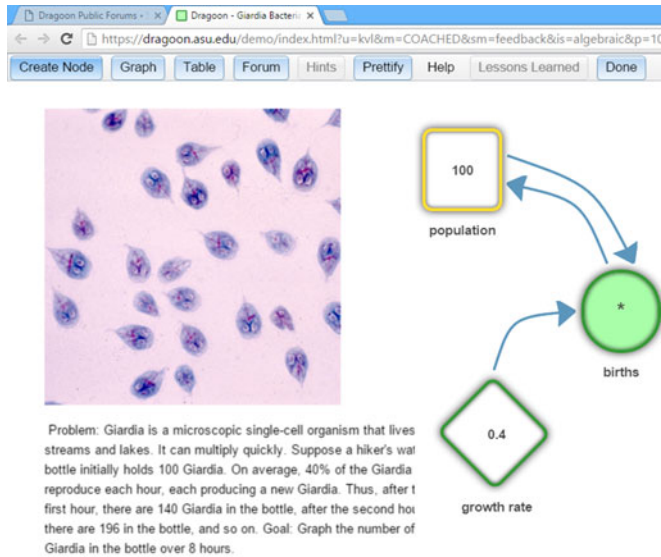 Dragoon Public Forums -
Dragoon - Giardia Bacteri
https://dragoon.asu.edu/demo/index.html?u=kvl&m=COACHED&sm=feedback&is=algebraic&p=10
Create Node Graph Table Forum Hints Prettify Help Lessons Learned Done
100
population
*
births
0.4
growth rate
Problem: Giardia is a microscopic single-cell organism that lives
streams and lakes. It can multiply quickly. Suppose a hiker's wat
bottle initially holds 100 Giardia. On average, 40% of the Giardia
reproduce each hour, each producing a new Giardia. Thus, after t
first hour, there are 140 Giardia in the bottle, after the second hou
there are 196 in the bottle, and so on. Goal: Graph the number of
Giardia in the bottle over 8 hours.